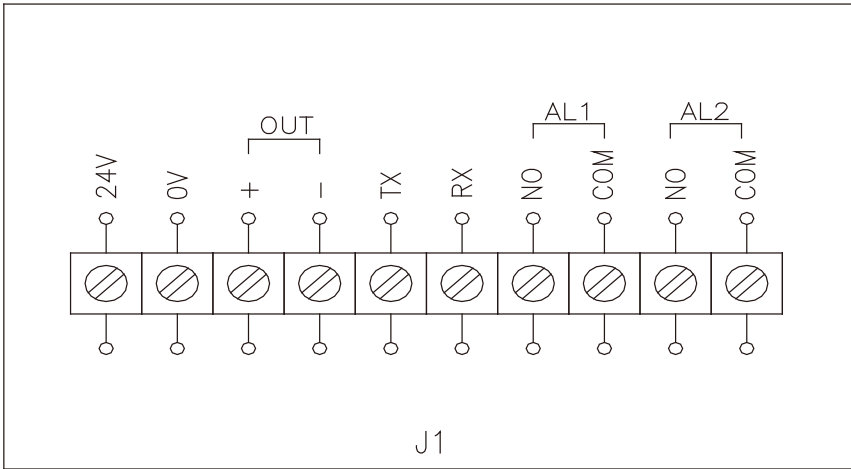 AL1 AL2
OUT
24V 0V + - TX RX NO COM NO COM
J1